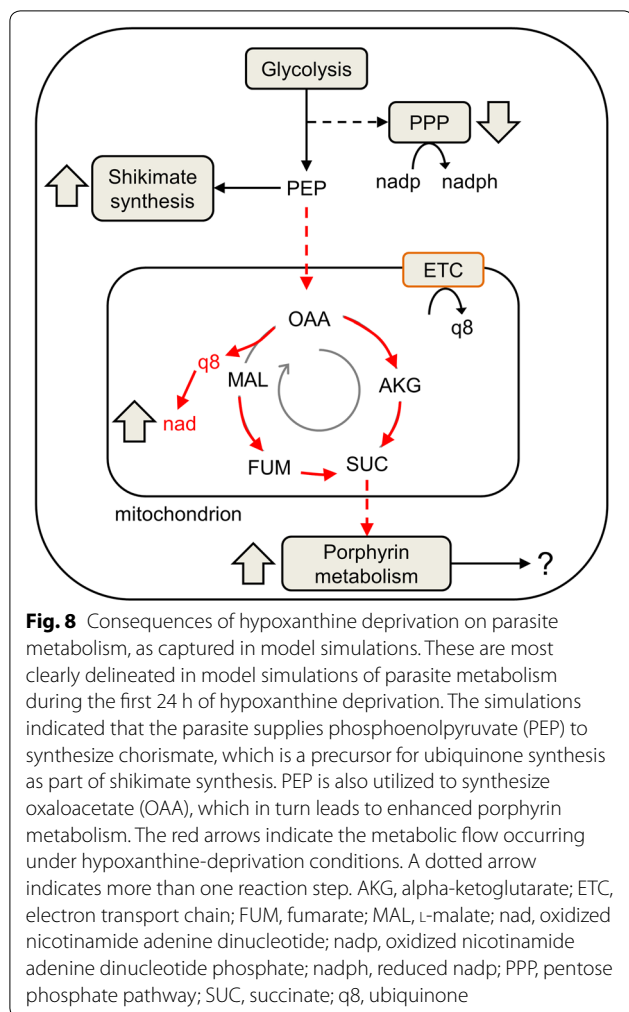 Glycolysis
PPP
nadp nadph
Shikimate
synthesis
PEP
ETC
q8
OAA
q8
MAL
AKG
nad
FUM
SUC
mitochondrion
Porphyrin
metabolism
?
Fig. 8 Consequences of hypoxanthine deprivation on parasite
metabolism, as captured in model simulations. These are most
clearly delineated in model simulations of parasite metabolism
during the first 24 h of hypoxanthine deprivation. The simulations
indicated that the parasite supplies phosphoenolpyruvate (PEP) to
synthesize chorismate, which is a precursor for ubiquinone synthesis
as part of shikimate synthesis. PEP is also utilized to synthesize
oxaloacetate (OAA), which in turn leads to enhanced porphyrin
metabolism. The red arrows indicate the metabolic flow occurring
under hypoxanthine-deprivation conditions. A dotted arrow
indicates more than one reaction step. AKG, alpha-ketoglutarate; ETC,
electron transport chain; FUM, fumarate; MAL, L-malate; nad, oxidized
nicotinamide adenine dinucleotide; nadp, oxidized nicotinamide
adenine dinucleotide phosphate; nadph, reduced nadp; PPP, pentose
phosphate pathway; SUC, succinate; q8, ubiquinone